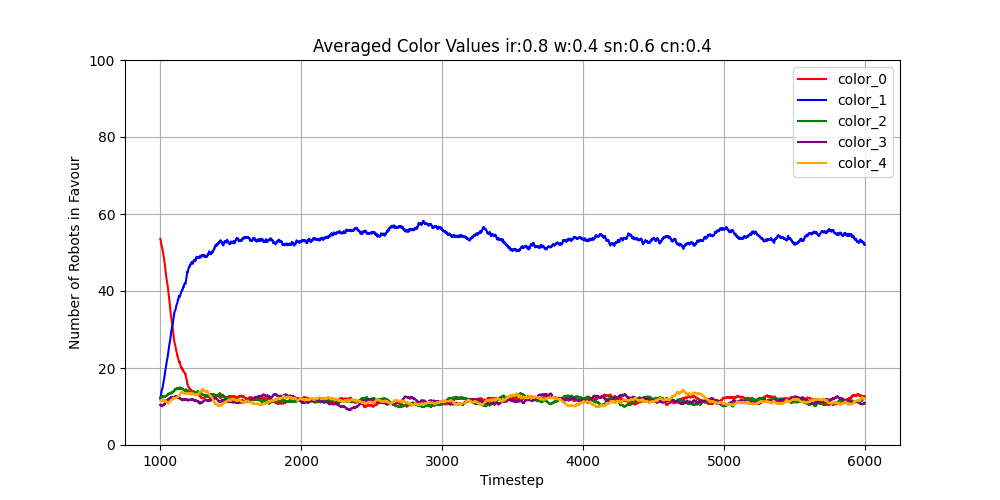 Averaged Color Values ir:0.8 w:0.4 sn:0.6 cn:0.4
100
80
60
40
20
0
Number of Robots in Favour
color_0
color_1
color_2
color_3
color_4
1000 2000 3000 4000 5000 6000
Timestep